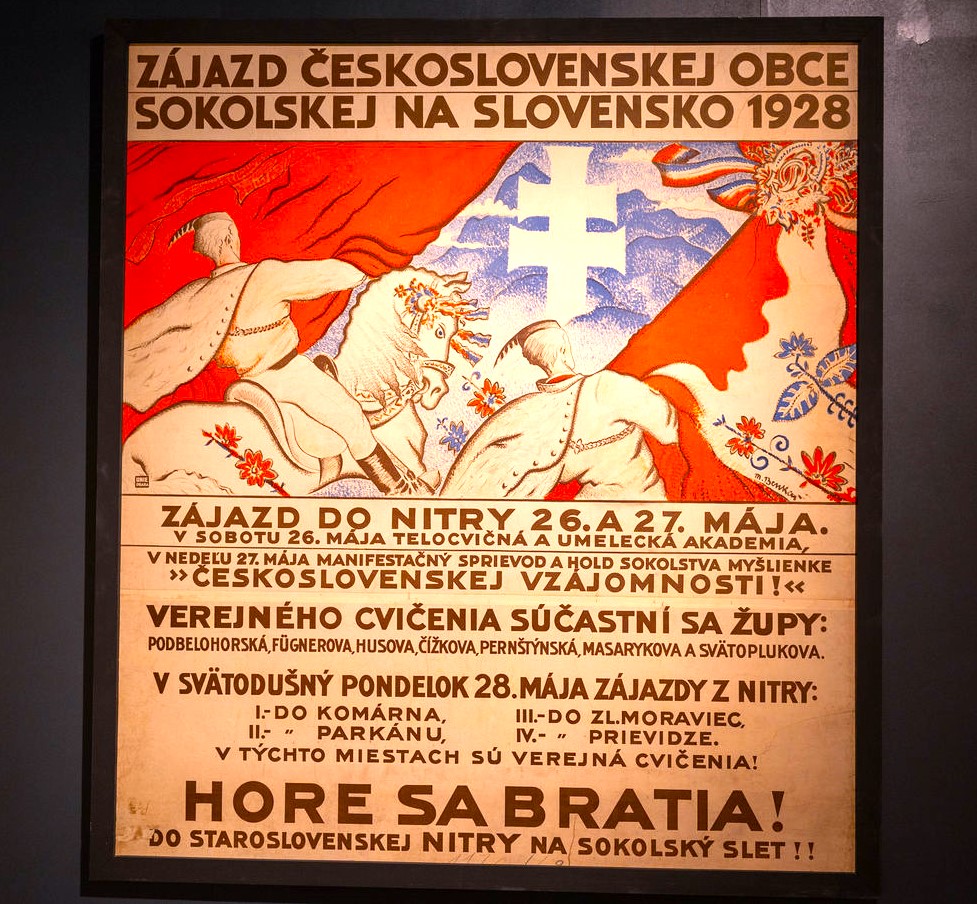 ZÁJAZD ČESKOSLOVENSKEJ OBCE
SOKOLSKEJ NA SLOVENSKO 1928
UNIE
PRAHA
M. Benka
ZÁJAZD DO NITRY 26. A 27. MÁJA.
V SOBOTU 26. MÁJA TELOCVIČNÁ A UMELECKÁ AKADEMIA,
V NEDEĽU 27. MÁJA MANIFESTAČNÝ SPRIEVOD A HOLD SOKOLSTVA MYŠLIENKE
»ČESKOSLOVENSKEJ VZÁJOMNOSTI!«
VEREJNÉHO CVIČENIA SÚČASTNÍ SA ŽUPY:
PODBELOHORSKÁ, FÜGNEROVA, HUSOVA, ČÍŽKOVA, PERNŠTÝNSKÁ, MASARYKOVA A SVÄTOPLUKOVA.
V SVÄTODUŠNÝ PONDELOK 28. MÁJA ZÁJAZDY Z NITRY:
I.-DO KOMÁRNA, III.-DO ZL. MORAVIEC,
II.- " PARKÁNU, IV.- " PRIEVIDZE.
V TÝCHTO MIESTACH SÚ VEREJNÁ CVIČENIA!
HORE SA BRATIA!
DO STAROSLOVENSKEJ NITRY NA SOKOLSKÝ SLET!!